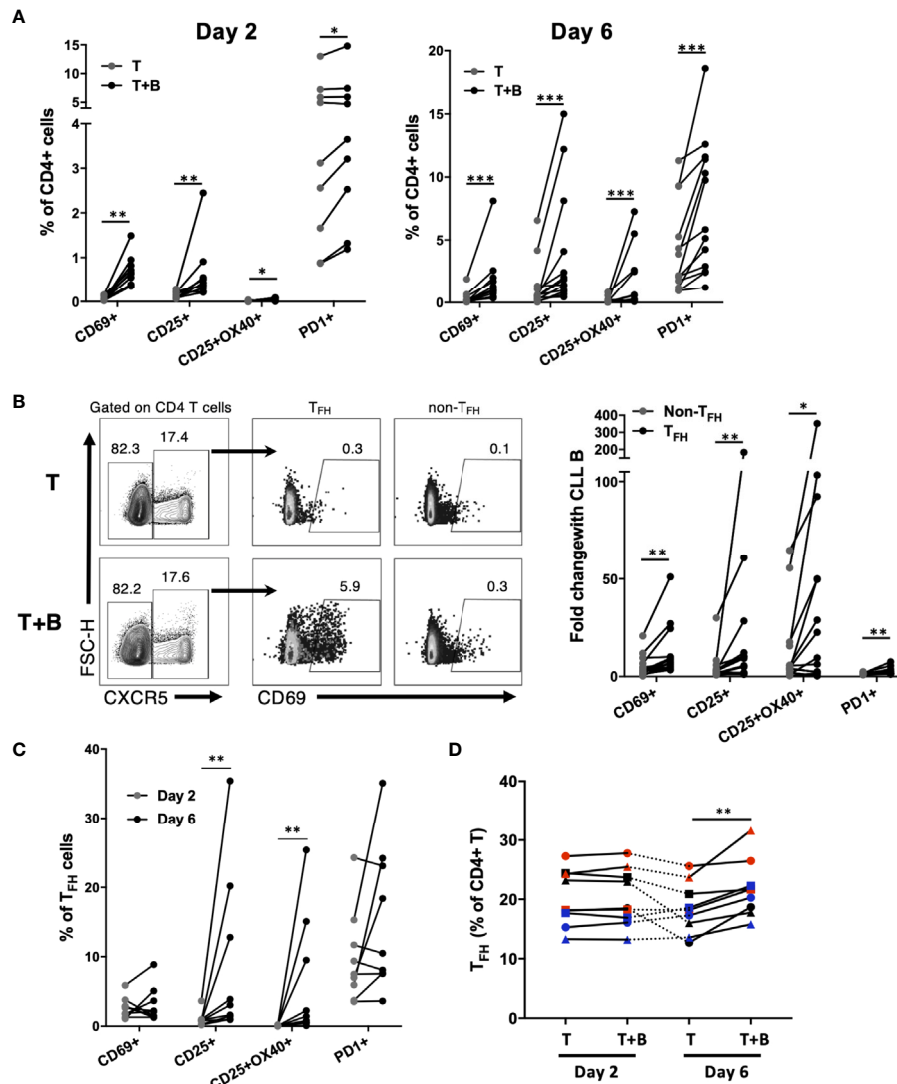 A
Day 2
Day 6
% of CD4+ cells
15
10
5
4
3
2
1
0
T
T+B
**
**
*
*
CD69+
CD25+
CD25+OX40+
PD1+
% of CD4+ cells
20
15
10
5
0
T
T+B
***
***
***
***
CD69+
CD25+
CD25+OX40+
PD1+
B
Gated on CD4 T cells
TFH
non-TFH
T
82.3
17.4
0.3
0.1
T+B
82.2
17.6
5.9
0.3
FSC-H
CXCR5
CD69
Fold changewith CLL B
400
300
200
100
50
0
Non-TFH
TFH
**
**
*
**
CD69+
CD25+
CD25+OX40+
PD1+
C
% of TFH cells
40
30
20
10
0
Day 2
Day 6
**
**
CD69+
CD25+
CD25+OX40+
PD1+
D
TFH (% of CD4+ T)
40
30
20
10
0
**
T
T+B
T
T+B
Day 2
Day 6